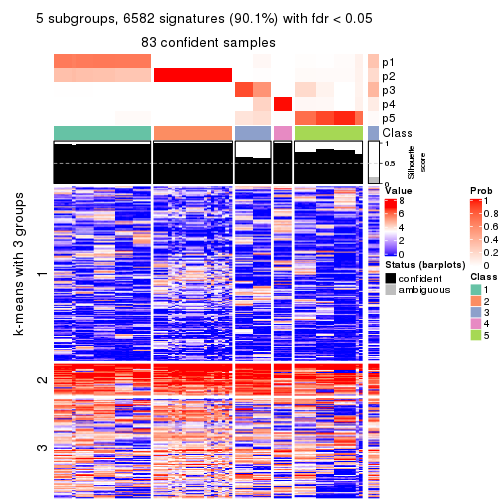 5 subgroups, 6582 signatures (90.1%) with fdr < 0.05
83 confident samples
p1
p2
p3
p4
p5
Class
1
0.5
0
Silhouette
score
k-means with 3 groups
1
2
3
Value
8
6
4
2
0
Status (barplots)
confident
ambiguous
Prob
1
0.8
0.6
0.4
0.2
0
Class
1
2
3
4
5